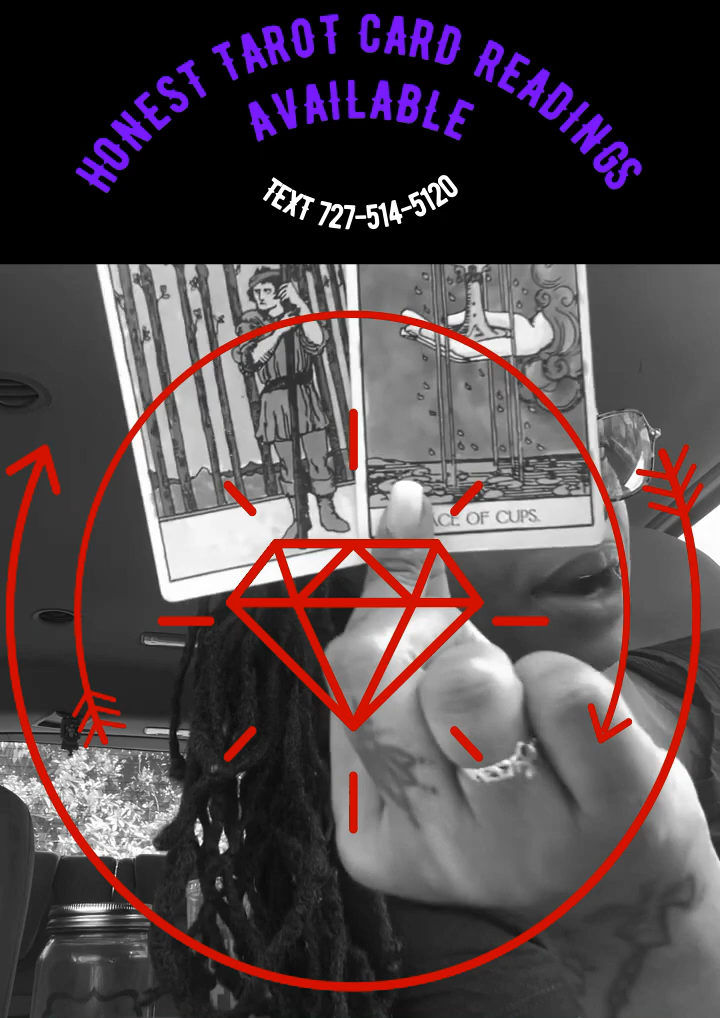 HONEST TAROT CARD READINGS
AVAILABLE
TEXT 727-514-5120
ACE OF CUPS.